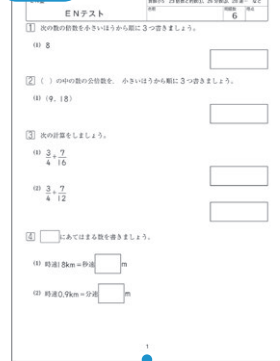 ENテスト
6
1 次の数の倍数を小さいほうから順に3つ書きましょう。
(1) 8
2 ( )の中の数の公倍数を、小さいほうから順に3つ書きましょう。
(1) (9, 18)
3 次の計算をしましょう。
(1) 3/4 ÷ 7/16
(2) 3/4 ÷ 7/12
4 □にあてはまる数を書きましょう。
(1) 時速18km=秒速□m
(2) 時速0.9km=分速□m
1